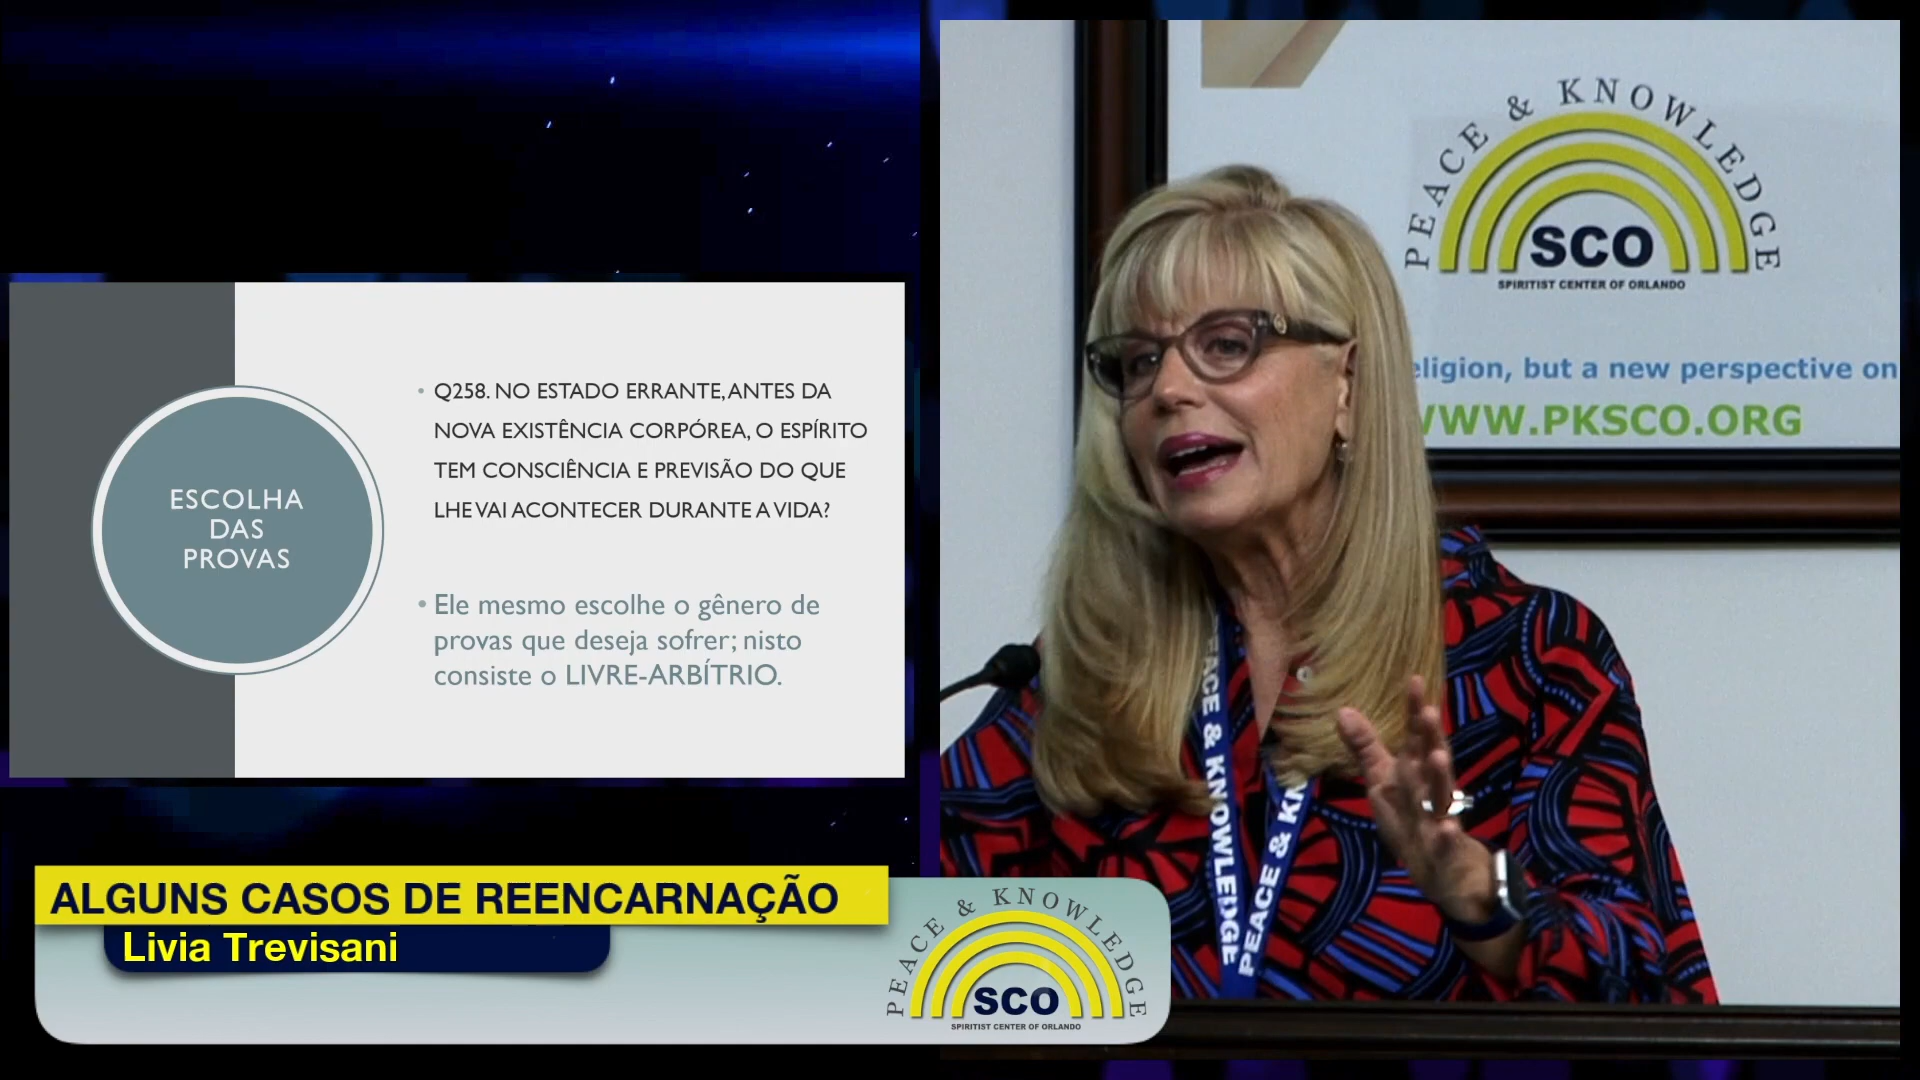 ESCOLHA
DAS
PROVAS
• Q258. NO ESTADO ERRANTE, ANTES DA
NOVA EXISTÊNCIA CORPÓREA, O ESPÍRITO
TEM CONSCIÊNCIA E PREVISÃO DO QUE
LHE VAI ACONTECER DURANTE A VIDA?
• Ele mesmo escolhe o gênero de
provas que deseja sofrer; nisto
consiste o LIVRE-ARBÍTRIO.
PEACE & KNOWLEDGE
SCO
SPIRITIST CENTER OF ORLANDO
eligion, but a new perspective on
WWW.PKSCO.ORG
PEACE & KNOWLEDGE
PEACE & KN
ALGUNS CASOS DE REENCARNAÇÃO
Livia Trevisani
PEACE & KNOWLEDGE
SCO
SPIRITIST CENTER OF ORLANDO